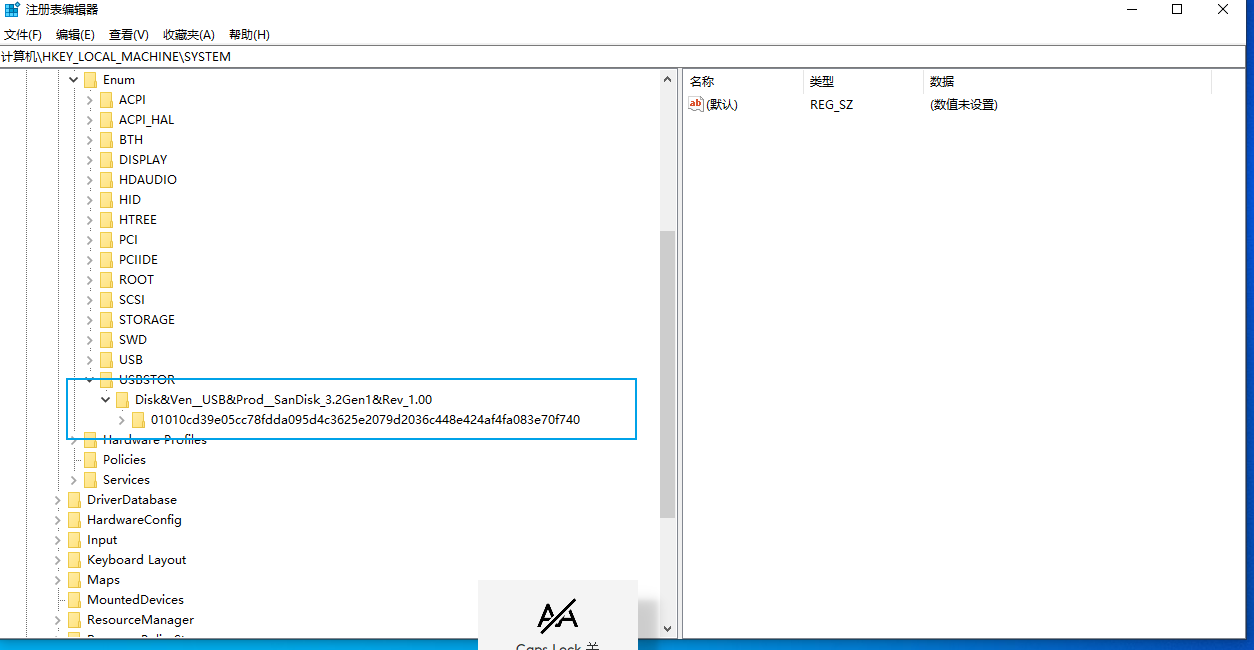 注册表编辑器
文件(F) 编辑(E) 查看(V) 收藏夹(A) 帮助(H)
计算机\HKEY_LOCAL_MACHINE\SYSTEM
Enum
ACPI
ACPI_HAL
BTH
DISPLAY
HDAUDIO
HID
HTREE
PCI
PCIIDE
ROOT
SCSI
STORAGE
SWD
USB
USBSTOR
Disk&Ven__USB&Prod__SanDisk_3.2Gen1&Rev_1.00
01010cd39e05cc78fdda095d4c3625e2079d2036c448e424af4fa083e70f740
Hardware Profiles
Policies
Services
DriverDatabase
HardwareConfig
Input
Keyboard Layout
Maps
MountedDevices
ResourceManager
名称 类型 数据
ab (默认) REG_SZ (数值未设置)
Caps Lock 关